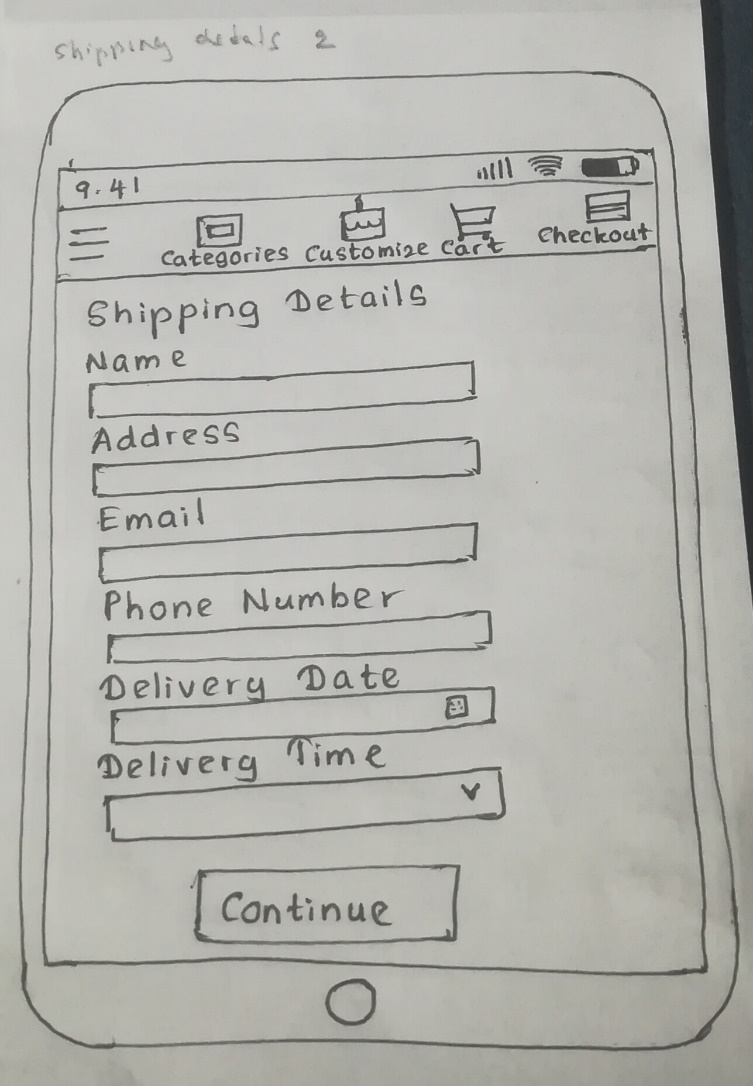 Shipping detals 2
9.41
Categories Customize Cart Checkout
Shipping Details
Name
Address
Email
Phone Number
Delivery Date
Delivery Time
Continue